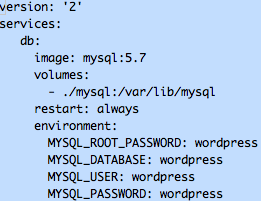 version: '2'
services:
  db:
    image: mysql:5.7
    volumes:
      - ./mysql:/var/lib/mysql
    restart: always
    environment:
      MYSQL_ROOT_PASSWORD: wordpress
      MYSQL_DATABASE: wordpress
      MYSQL_USER: wordpress
      MYSQL_PASSWORD: wordpress